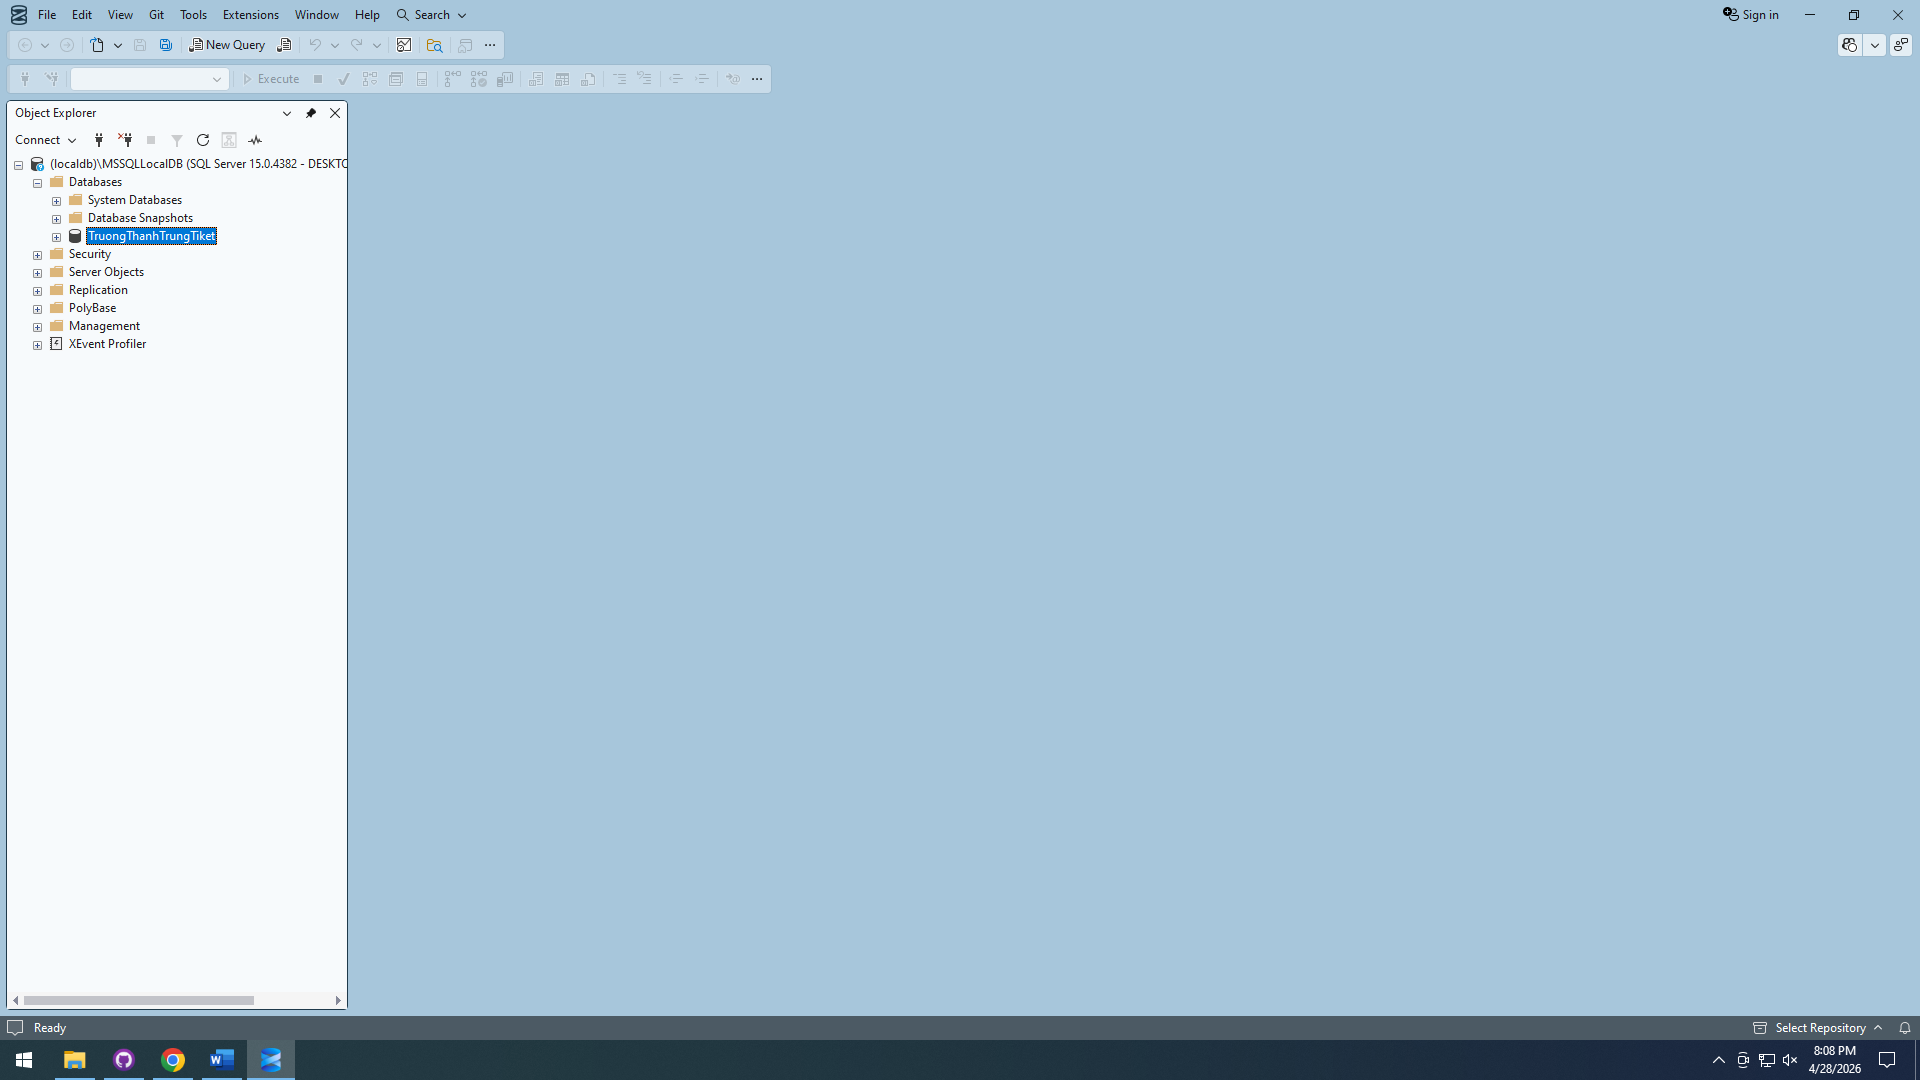 File Edit View Git Tools Extensions Window Help Search
Sign in
New Query
Execute
Object Explorer
Connect
(localdb)\MSSQLLocalDB (SQL Server 15.0.4382 - DESKTO
Databases
System Databases
Database Snapshots
TruongThanhTrungTiket
Security
Server Objects
Replication
PolyBase
Management
XEvent Profiler
Ready
Select Repository
8:08 PM
4/28/2026